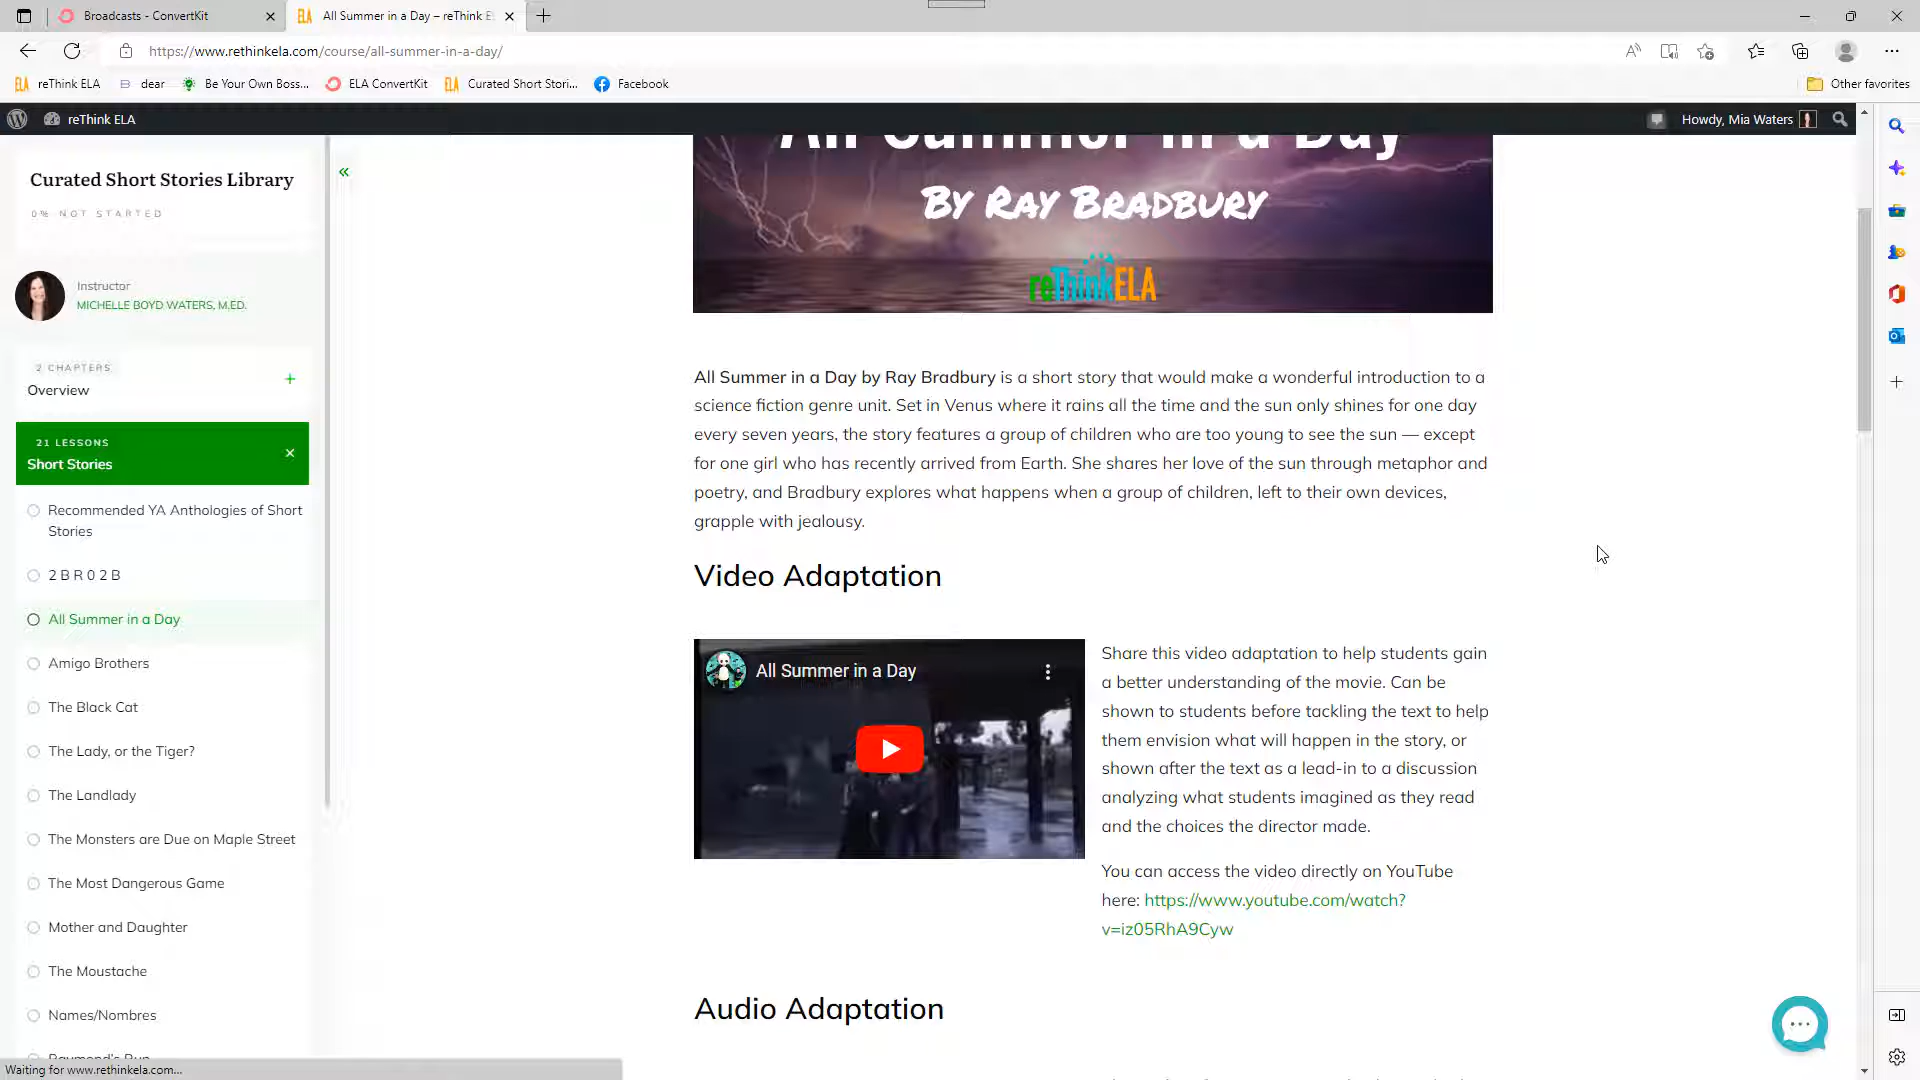 Broadcasts - ConvertKit
All Summer in a Day – reThink E
https://www.rethinkela.com/course/all-summer-in-a-day/
reThink ELA
dear
Be Your Own Boss...
ELA ConvertKit
Curated Short Stori...
Facebook
Other favorites
reThink ELA
Howdy, Mia Waters
Curated Short Stories Library
0% NOT STARTED
Instructor
MICHELLE BOYD WATERS, M.ED.
2 CHAPTERS
Overview
21 LESSONS
Short Stories
Recommended YA Anthologies of Short
Stories
2 B R 0 2 B
All Summer in a Day
Amigo Brothers
The Black Cat
The Lady, or the Tiger?
The Landlady
The Monsters are Due on Maple Street
The Most Dangerous Game
Mother and Daughter
The Moustache
Names/Nombres
Raymond's Run
Waiting for www.rethinkela.com...
All Summer in a Day
By Ray Bradbury
reThinkELA
All Summer in a Day by Ray Bradbury is a short story that would make a wonderful introduction to a
science fiction genre unit. Set in Venus where it rains all the time and the sun only shines for one day
every seven years, the story features a group of children who are too young to see the sun — except
for one girl who has recently arrived from Earth. She shares her love of the sun through metaphor and
poetry, and Bradbury explores what happens when a group of children, left to their own devices,
grapple with jealousy.
Video Adaptation
All Summer in a Day
Share this video adaptation to help students gain
a better understanding of the movie. Can be
shown to students before tackling the text to help
them envision what will happen in the story, or
shown after the text as a lead-in to a discussion
analyzing what students imagined as they read
and the choices the director made.
You can access the video directly on YouTube
here: https://www.youtube.com/watch?
v=iz05RhA9Cyw
Audio Adaptation